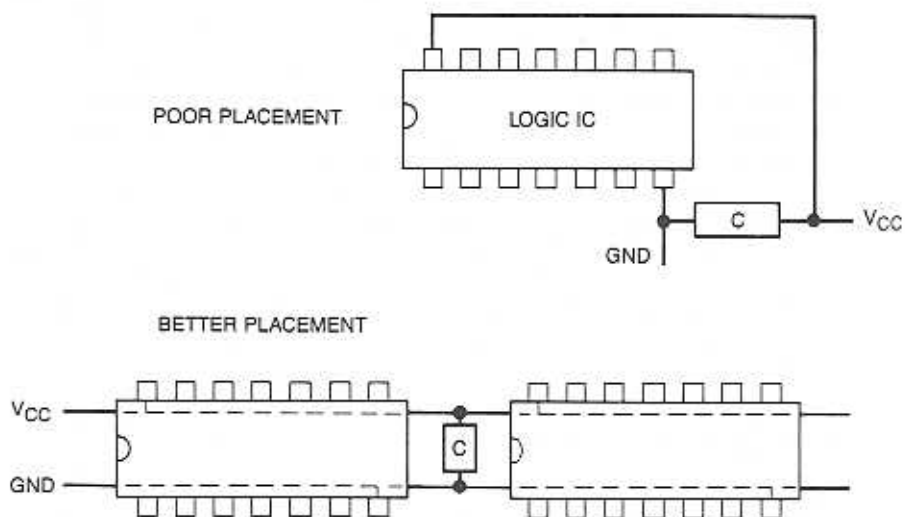 POOR PLACEMENT
LOGIC IC
C
VCC
GND
BETTER PLACEMENT
VCC
C
GND